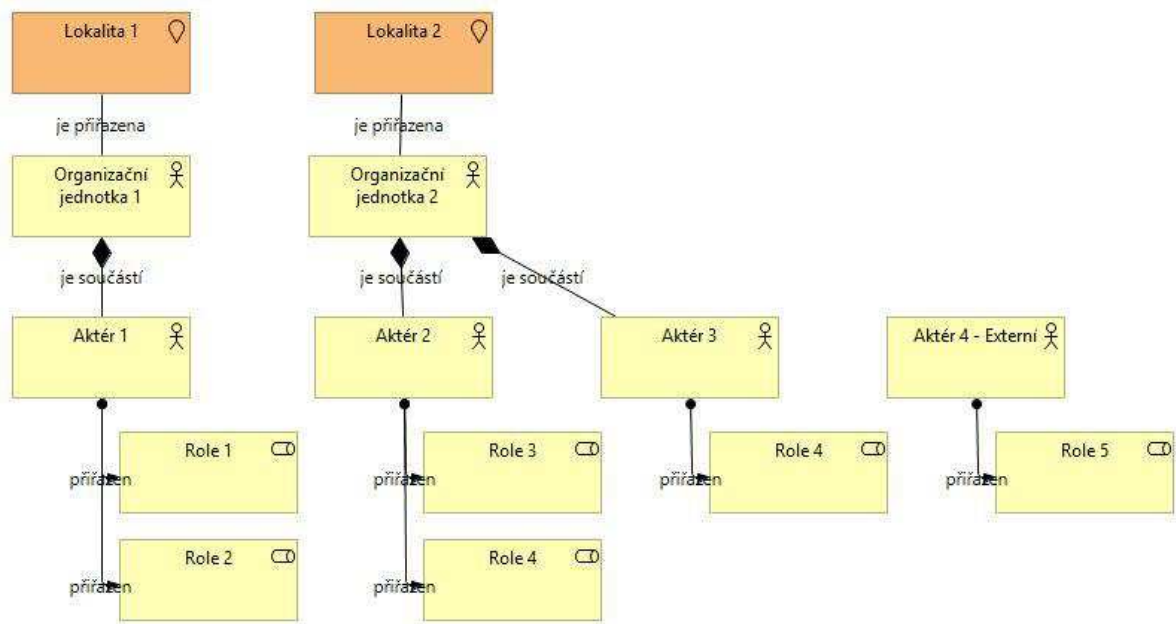 Lokalita 1
Lokalita 2
je přiřazena
je přiřazena
Organizační
jednotka 1
Organizační
jednotka 2
je součástí
je součástí
je součástí
Aktér 1
Aktér 2
Aktér 3
Aktér 4 - Externí
Role 1
Role 3
Role 4
Role 5
přiřazen
přiřazen
přiřazen
přiřazen
Role 2
Role 4
přiřazen
přiřazen